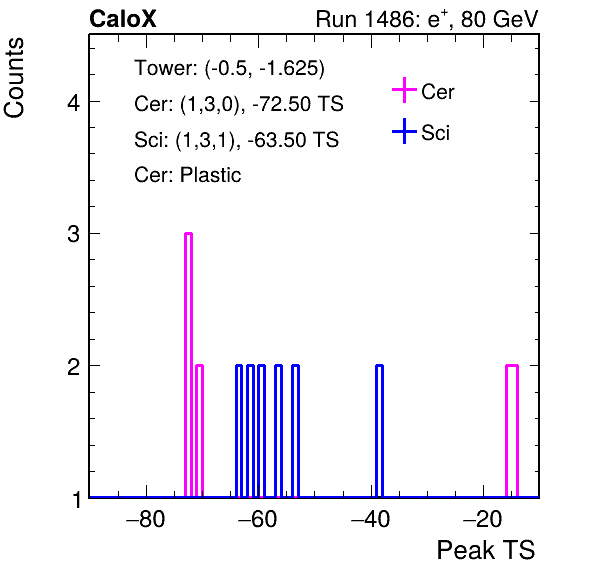 CaloX Run 1486: e+, 80 GeV
Counts
Tower: (-0.5, -1.625)
Cer: (1,3,0), -72.50 TS
Sci: (1,3,1), -63.50 TS
Cer: Plastic
Cer
Sci
4
3
2
1
−80 −60 −40 −20
Peak TS